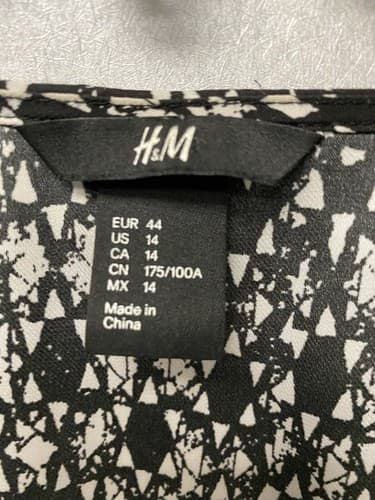 H&M
EUR 44
US 14
CA 14
CN 175/100A
MX 14
Made in
China